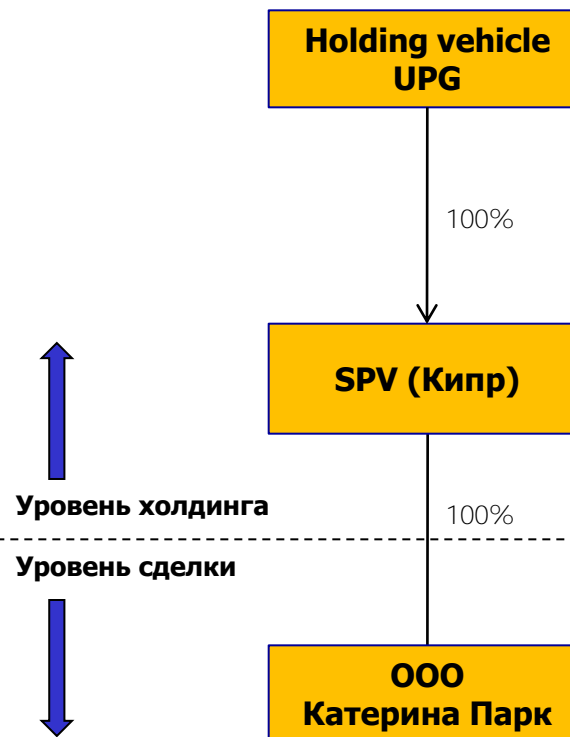 Holding vehicle
UPG
100%
SPV (Кипр)
Уровень холдинга
100%
Уровень сделки
ООО
Катерина Парк